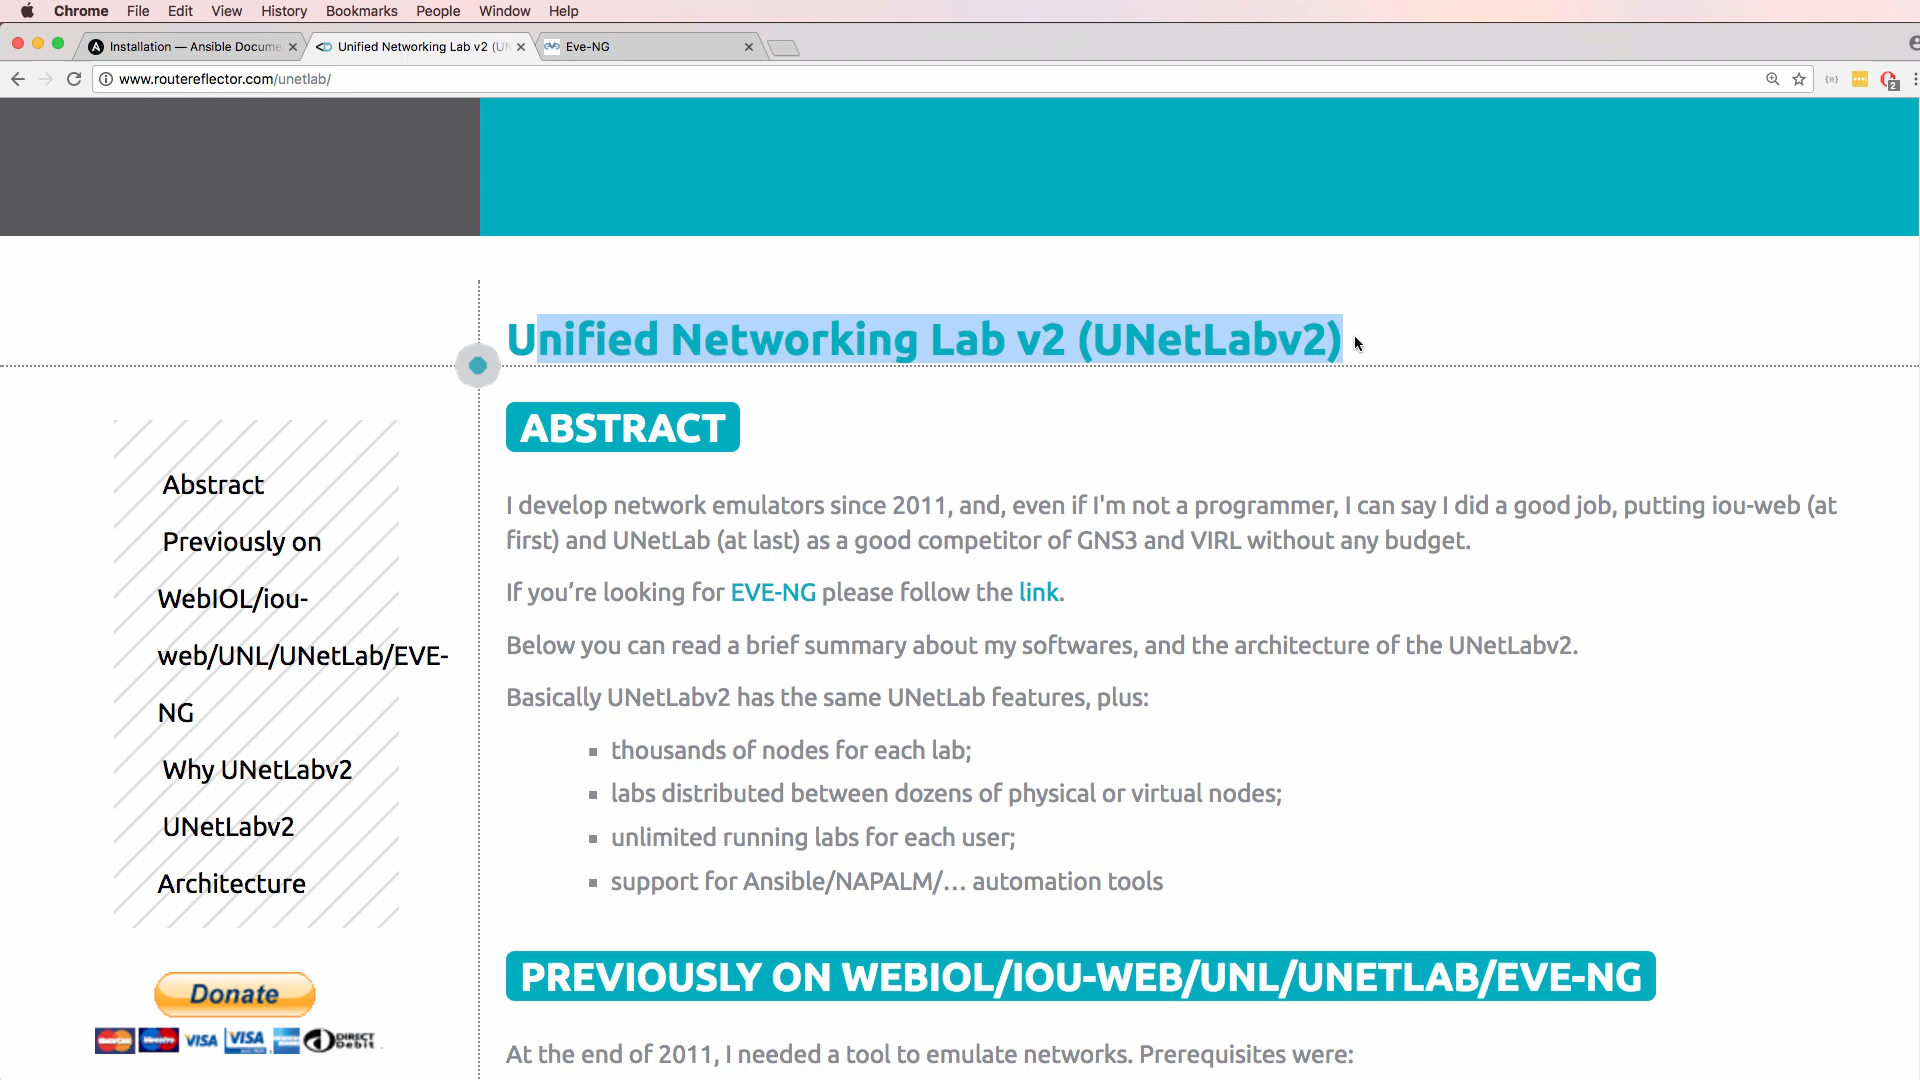 Chrome File Edit View History Bookmarks People Window Help
Installation — Ansible Docume
Unified Networking Lab v2 (UN
Eve-NG
www.routereflector.com/unetlab/
2
Unified Networking Lab v2 (UNetLabv2)
ABSTRACT
I develop network emulators since 2011, and, even if I'm not a programmer, I can say I did a good job, putting iou-web (at
first) and UNetLab (at last) as a good competitor of GNS3 and VIRL without any budget.
If you’re looking for EVE-NG please follow the link.
Below you can read a brief summary about my softwares, and the architecture of the UNetLabv2.
Basically UNetLabv2 has the same UNetLab features, plus:
▪ thousands of nodes for each lab;
▪ labs distributed between dozens of physical or virtual nodes;
▪ unlimited running labs for each user;
▪ support for Ansible/NAPALM/… automation tools
PREVIOUSLY ON WEBIOL/IOU-WEB/UNL/UNETLAB/EVE-NG
At the end of 2011, I needed a tool to emulate networks. Prerequisites were:
Abstract
Previously on
WebIOL/iou-
web/UNL/UNetLab/EVE-
NG
Why UNetLabv2
UNetLabv2
Architecture
Donate
VISA
VISA
DIRECT
Debit